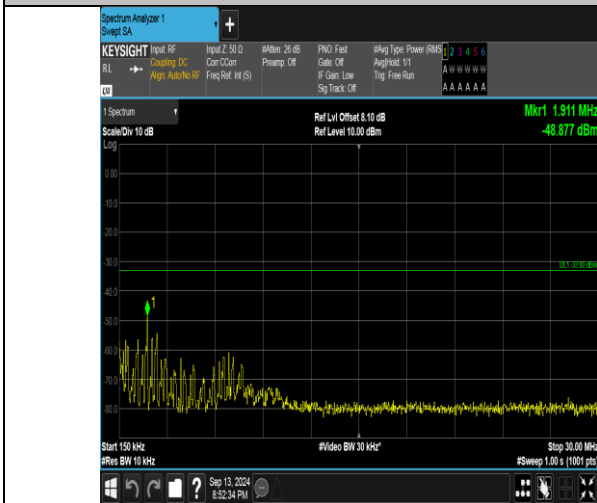 Spectrum Analyzer 1
Swept SA
+
KEYSIGHT Input: RF Input Z: 50 Ω #Atten: 26 dB PNO: Fast #Avg Type: Power (RMS 1 2 3 4 5 6
RL Coupling: DC Corr CCorr Preamp: Off Gate: Off Avg|Hold: 1/1 A W W W W W
Align: Auto/No RF Freq Ref: Int (S) IF Gain: Low Trig: Free Run
Sig Track: Off A A A A A A
1 Spectrum Ref Lvl Offset 8.10 dB Mkr1 1.911 MHz
Scale/Div 10 dB Ref Level 10.00 dBm -48.877 dBm
Log
0.00
-10.0
-20.0
-30.0
DL1 -33.00 dBm
-40.0
1
-50.0
-60.0
-70.0
-80.0
Start 150 kHz #Video BW 30 kHz* Stop 30.00 MHz
#Res BW 10 kHz #Sweep 1.00 s (1001 pts)
? Sep 13, 2024
8:52:34 PM